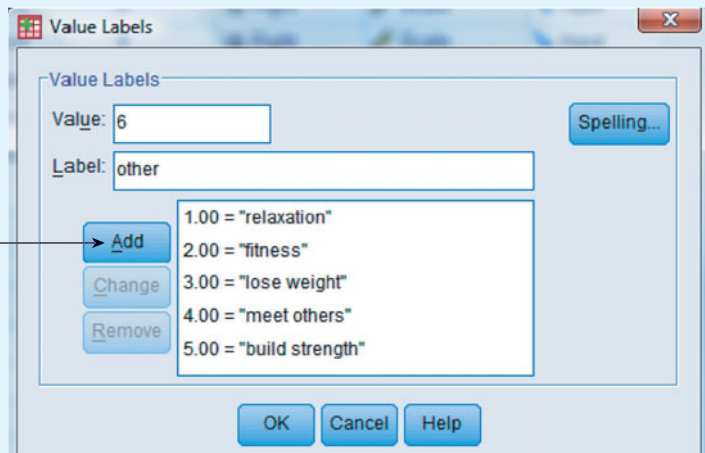 Value Labels
Value Labels
Value: 6
Spelling...
Label: other
Add
Change
Remove
1.00 = "relaxation"
2.00 = "fitness"
3.00 = "lose weight"
4.00 = "meet others"
5.00 = "build strength"
OK Cancel Help